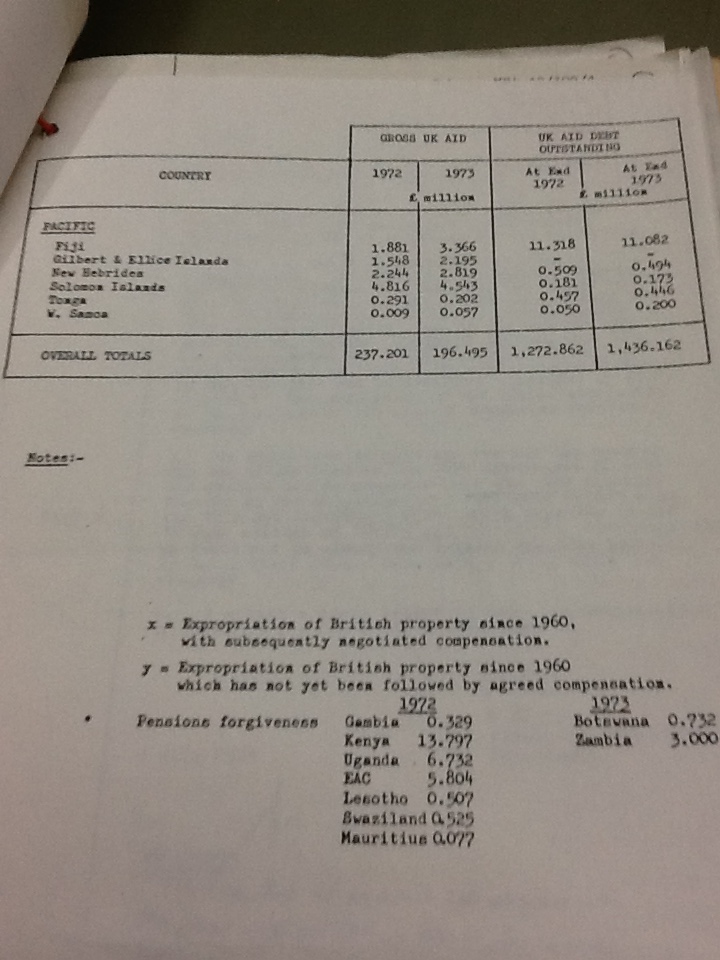 GROSS UK AID UK AID DEBT
OUTSTANDING
COUNTRY 1972 1973 At End 1972 At End 1973
£ million £ million
PACIFIC
Fiji 1.881 3.366 11.318 11.082
Gilbert & Ellice Islands 1.548 2.195 - -
New Hebrides 2.244 2.819 0.509 0.494
Solomon Islands 4.816 4.543 0.181 0.173
Tonga 0.291 0.202 0.457 0.446
W. Samoa 0.009 0.057 0.050 0.200
OVERALL TOTALS 237.201 196.495 1,272.862 1,436.162
Notes:-
x = Expropriation of British property since 1960,
with subsequently negotiated compensation.
y = Expropriation of British property since 1960
which has not yet been followed by agreed compensation.
1972 1973
* Pensions forgiveness Gambia 0.329 Botswana 0.732
Kenya 13.797 Zambia 3.000
Uganda 6.732
EAC 5.804
Lesotho 0.507
Swaziland 0.525
Mauritius 0.077